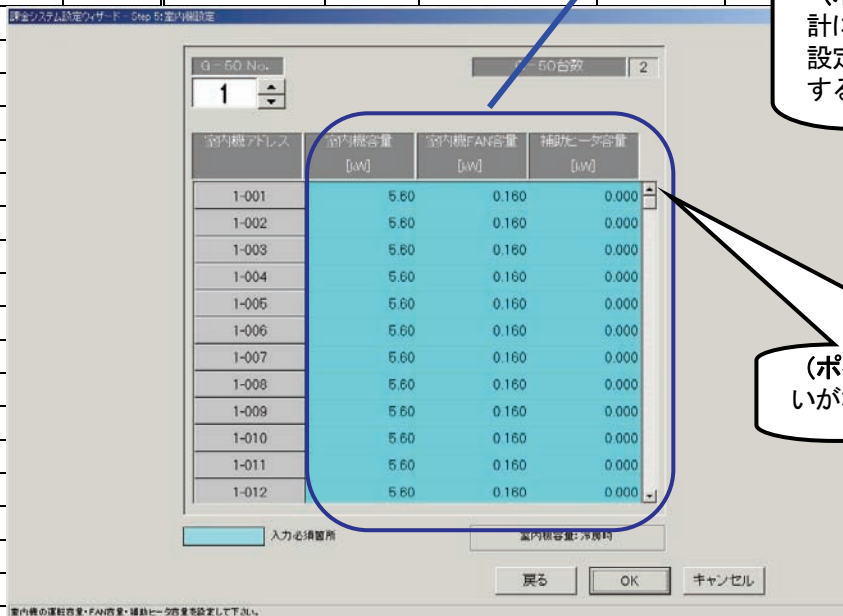 課金システム設定ウィザード - Step 5:室内機設定
G-50 No.
-50台数 2
1
室内機アドレス 室内機容量 [kW] 室内機FAN容量 [kW] 補助ヒータ容量 [kW]
1-001 5.60 0.160 0.000
1-002 5.60 0.160 0.000
1-003 5.60 0.160 0.000
1-004 5.60 0.160 0.000
1-005 5.60 0.160 0.000
1-006 5.60 0.160 0.000
1-007 5.60 0.160 0.000
1-008 5.60 0.160 0.000
1-009 5.60 0.160 0.000
1-010 5.60 0.160 0.000
1-011 5.60 0.160 0.000
1-012 5.60 0.160 0.000
入力必須箇所
室内機容量:冷房時
戻る OK キャンセル
室内機の運転容量・FAN容量・補助ヒータ容量を設定して下さい。
計に
設定
する
(ポ
いが